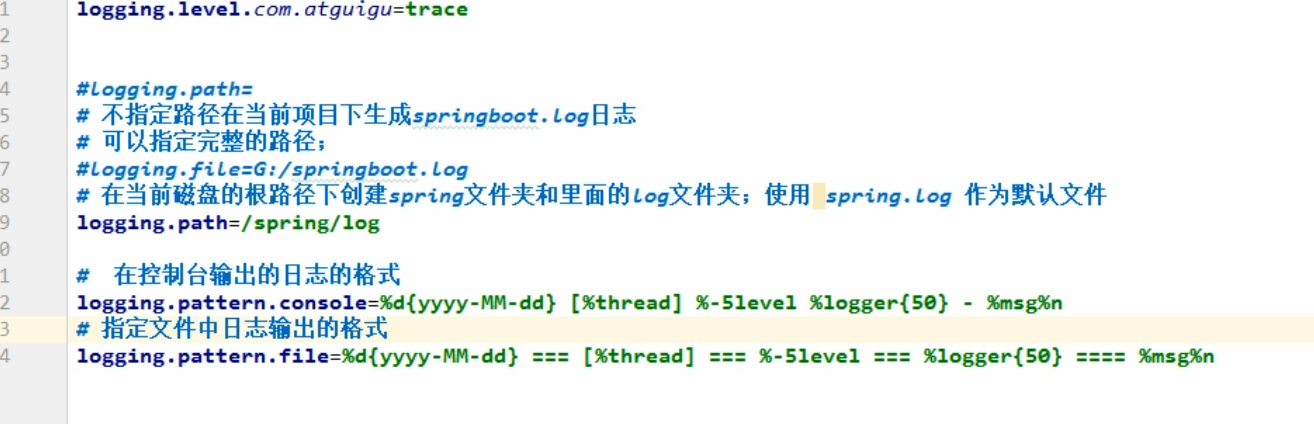 1 logging.level.com.atguigu=trace
2
3
4 #logging.path=
5 # 不指定路径在当前项目下生成springboot.log日志
6 # 可以指定完整的路径；
7 #logging.file=G:/springboot.log
8 # 在当前磁盘的根路径下创建spring文件夹和里面的log文件夹；使用 spring.log 作为默认文件
9 logging.path=/spring/log
0
1 #  在控制台输出的日志的格式
2 logging.pattern.console=%d{yyyy-MM-dd} [%thread] %-5level %logger{50} - %msg%n
3 # 指定文件中日志输出的格式
4 logging.pattern.file=%d{yyyy-MM-dd} === [%thread] === %-5level === %logger{50} ==== %msg%n